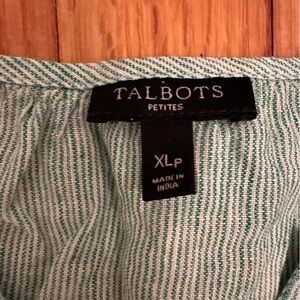 TALBOTS
PETITES
XLP
MADE IN
INDIA